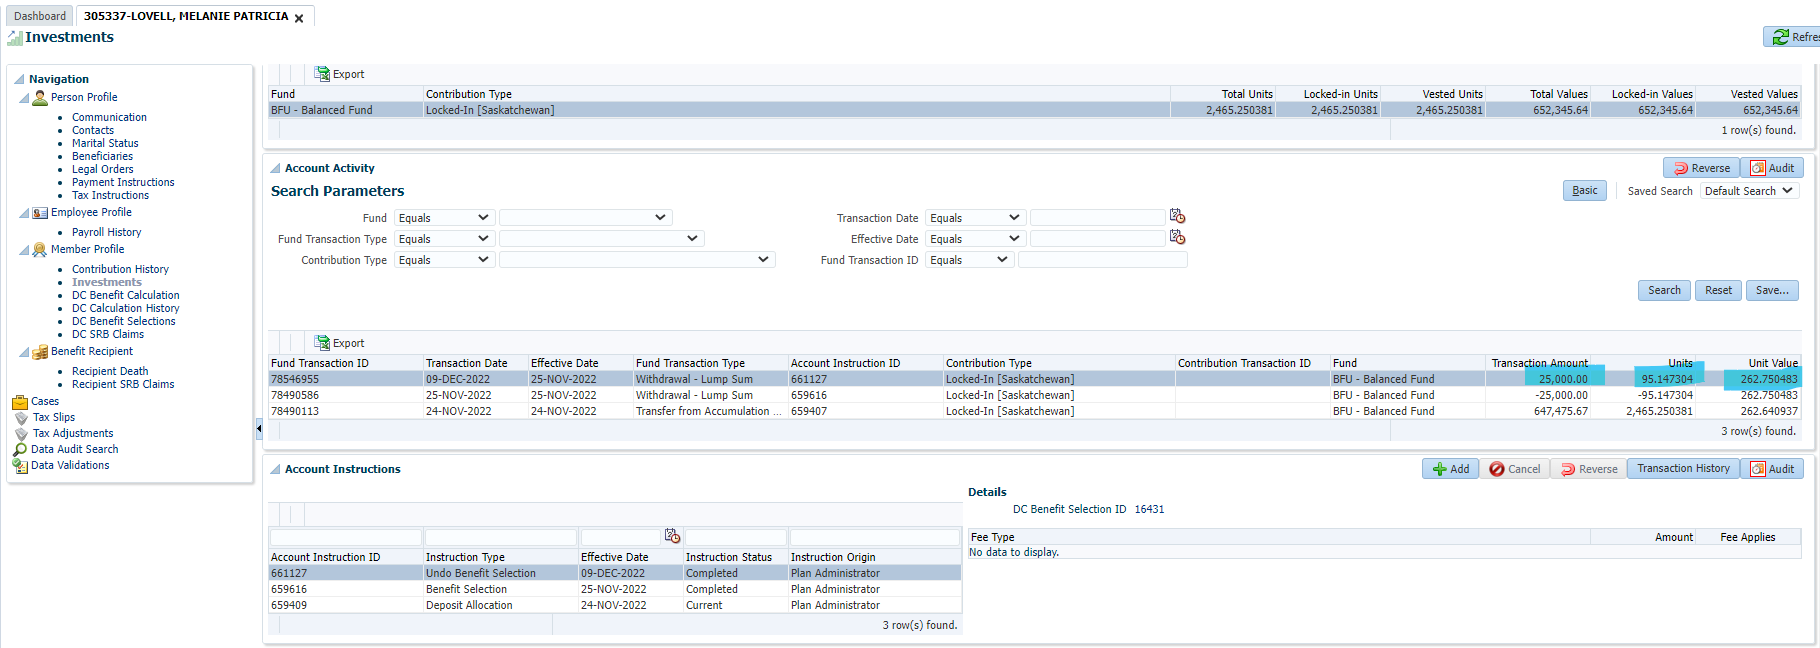 Dashboard 305337-LOVELL, MELANIE PATRICIA
Investments
Refres
Navigation
Person Profile
Communication
Contacts
Marital Status
Beneficiaries
Legal Orders
Payment Instructions
Tax Instructions
Employee Profile
Payroll History
Member Profile
Contribution History
Investments
DC Benefit Calculation
DC Calculation History
DC Benefit Selections
DC SRB Claims
Benefit Recipient
Recipient Death
Recipient SRB Claims
Cases
Tax Slips
Tax Adjustments
Data Audit Search
Data Validations
Export
Fund Contribution Type Total Units Locked-in Units Vested Units Total Values Locked-in Values Vested Values
BFU - Balanced Fund Locked-In [Saskatchewan] 2,465.250381 2,465.250381 2,465.250381 652,345.64 652,345.64 652,345.64
1 row(s) found.
Account Activity Reverse Audit
Search Parameters Basic Saved Search Default Search
Fund Equals Transaction Date Equals
Fund Transaction Type Equals Effective Date Equals
Contribution Type Equals Fund Transaction ID Equals
Search Reset Save...
Export
Fund Transaction ID Transaction Date Effective Date Fund Transaction Type Account Instruction ID Contribution Type Contribution Transaction ID Fund Transaction Amount Units Unit Value
78546955 09-DEC-2022 25-NOV-2022 Withdrawal - Lump Sum 661127 Locked-In [Saskatchewan] BFU - Balanced Fund 25,000.00 95.147304 262.750483
78490586 25-NOV-2022 25-NOV-2022 Withdrawal - Lump Sum 659616 Locked-In [Saskatchewan] BFU - Balanced Fund -25,000.00 -95.147304 262.750483
78490113 24-NOV-2022 24-NOV-2022 Transfer from Accumulation ... 659407 Locked-In [Saskatchewan] BFU - Balanced Fund 647,475.67 2,465.250381 262.640937
3 row(s) found.
Account Instructions Add Cancel Reverse Transaction History Audit
Account Instruction ID Instruction Type Effective Date Instruction Status Instruction Origin
661127 Undo Benefit Selection 09-DEC-2022 Completed Plan Administrator
659616 Benefit Selection 25-NOV-2022 Completed Plan Administrator
659409 Deposit Allocation 24-NOV-2022 Current Plan Administrator
3 row(s) found.
Details
DC Benefit Selection ID 16431
Fee Type Amount Fee Applies
No data to display.